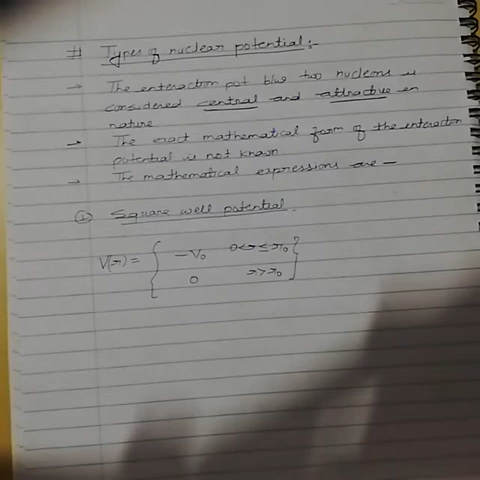 # Types of nuclear potential :-
→ The interaction pot b/w two nucleons is
considered central and attractive in
nature
→ The exact mathematical form of the interaction
potential is not known
→ The mathematical expressions are –
① Square well potential
V(r) = { -V₀ 0<r≤r₀ }
0 r>r₀